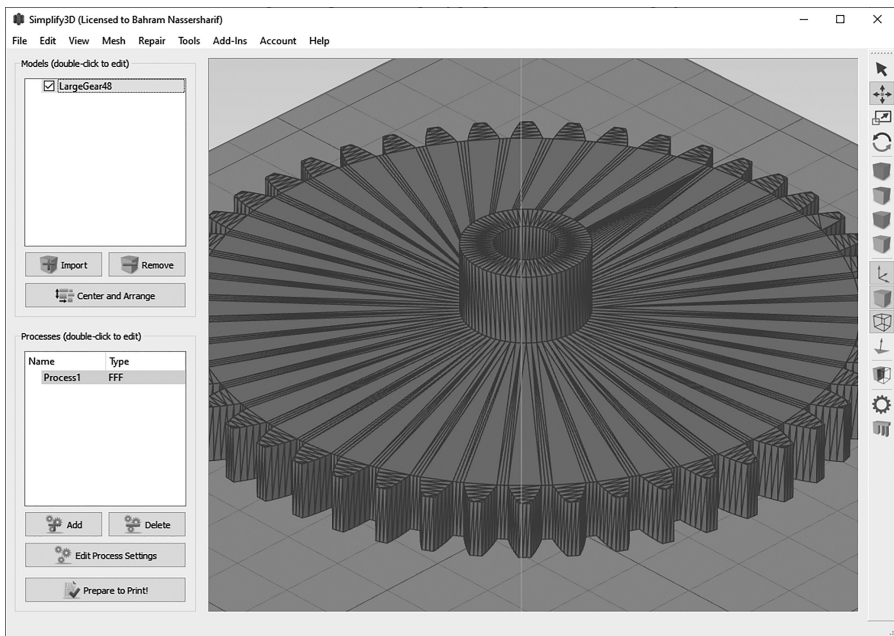 Simplify3D (Licensed to Bahram Nassersharif)
File Edit View Mesh Repair Tools Add-Ins Account Help
Models (double-click to edit)
LargeGear48
Import Remove
Center and Arrange
Processes (double-click to edit)
Name Type
Process1 FFF
Add Delete
Edit Process Settings
Prepare to Print!